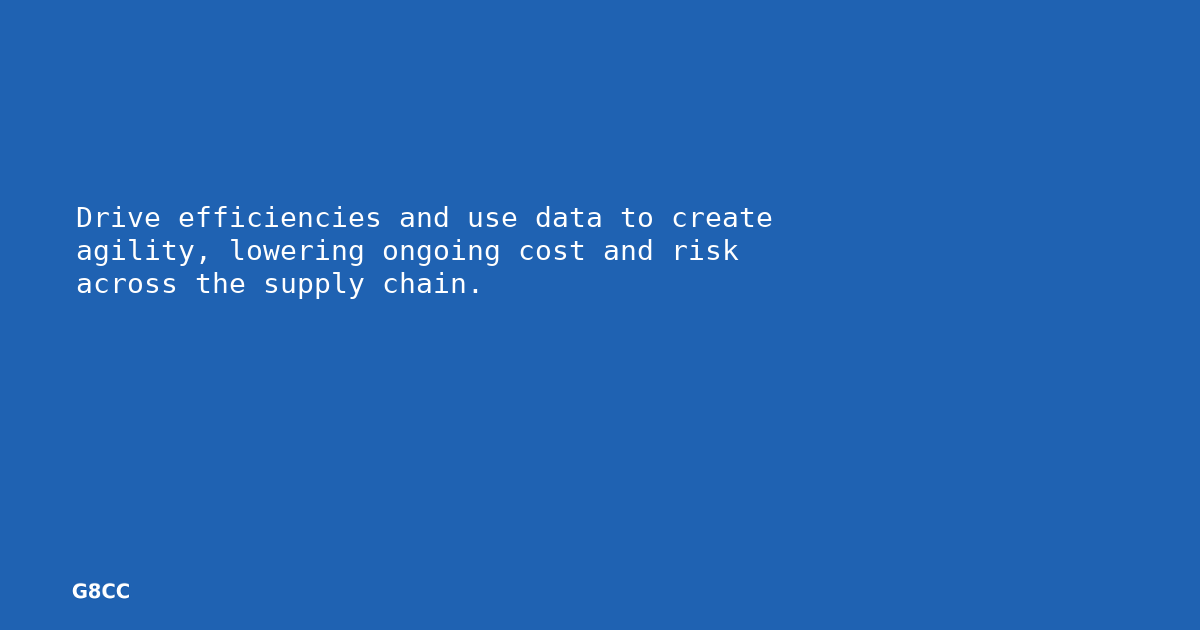 Drive efficiencies and use data to create
agility, lowering ongoing cost and risk
across the supply chain.
G8CC